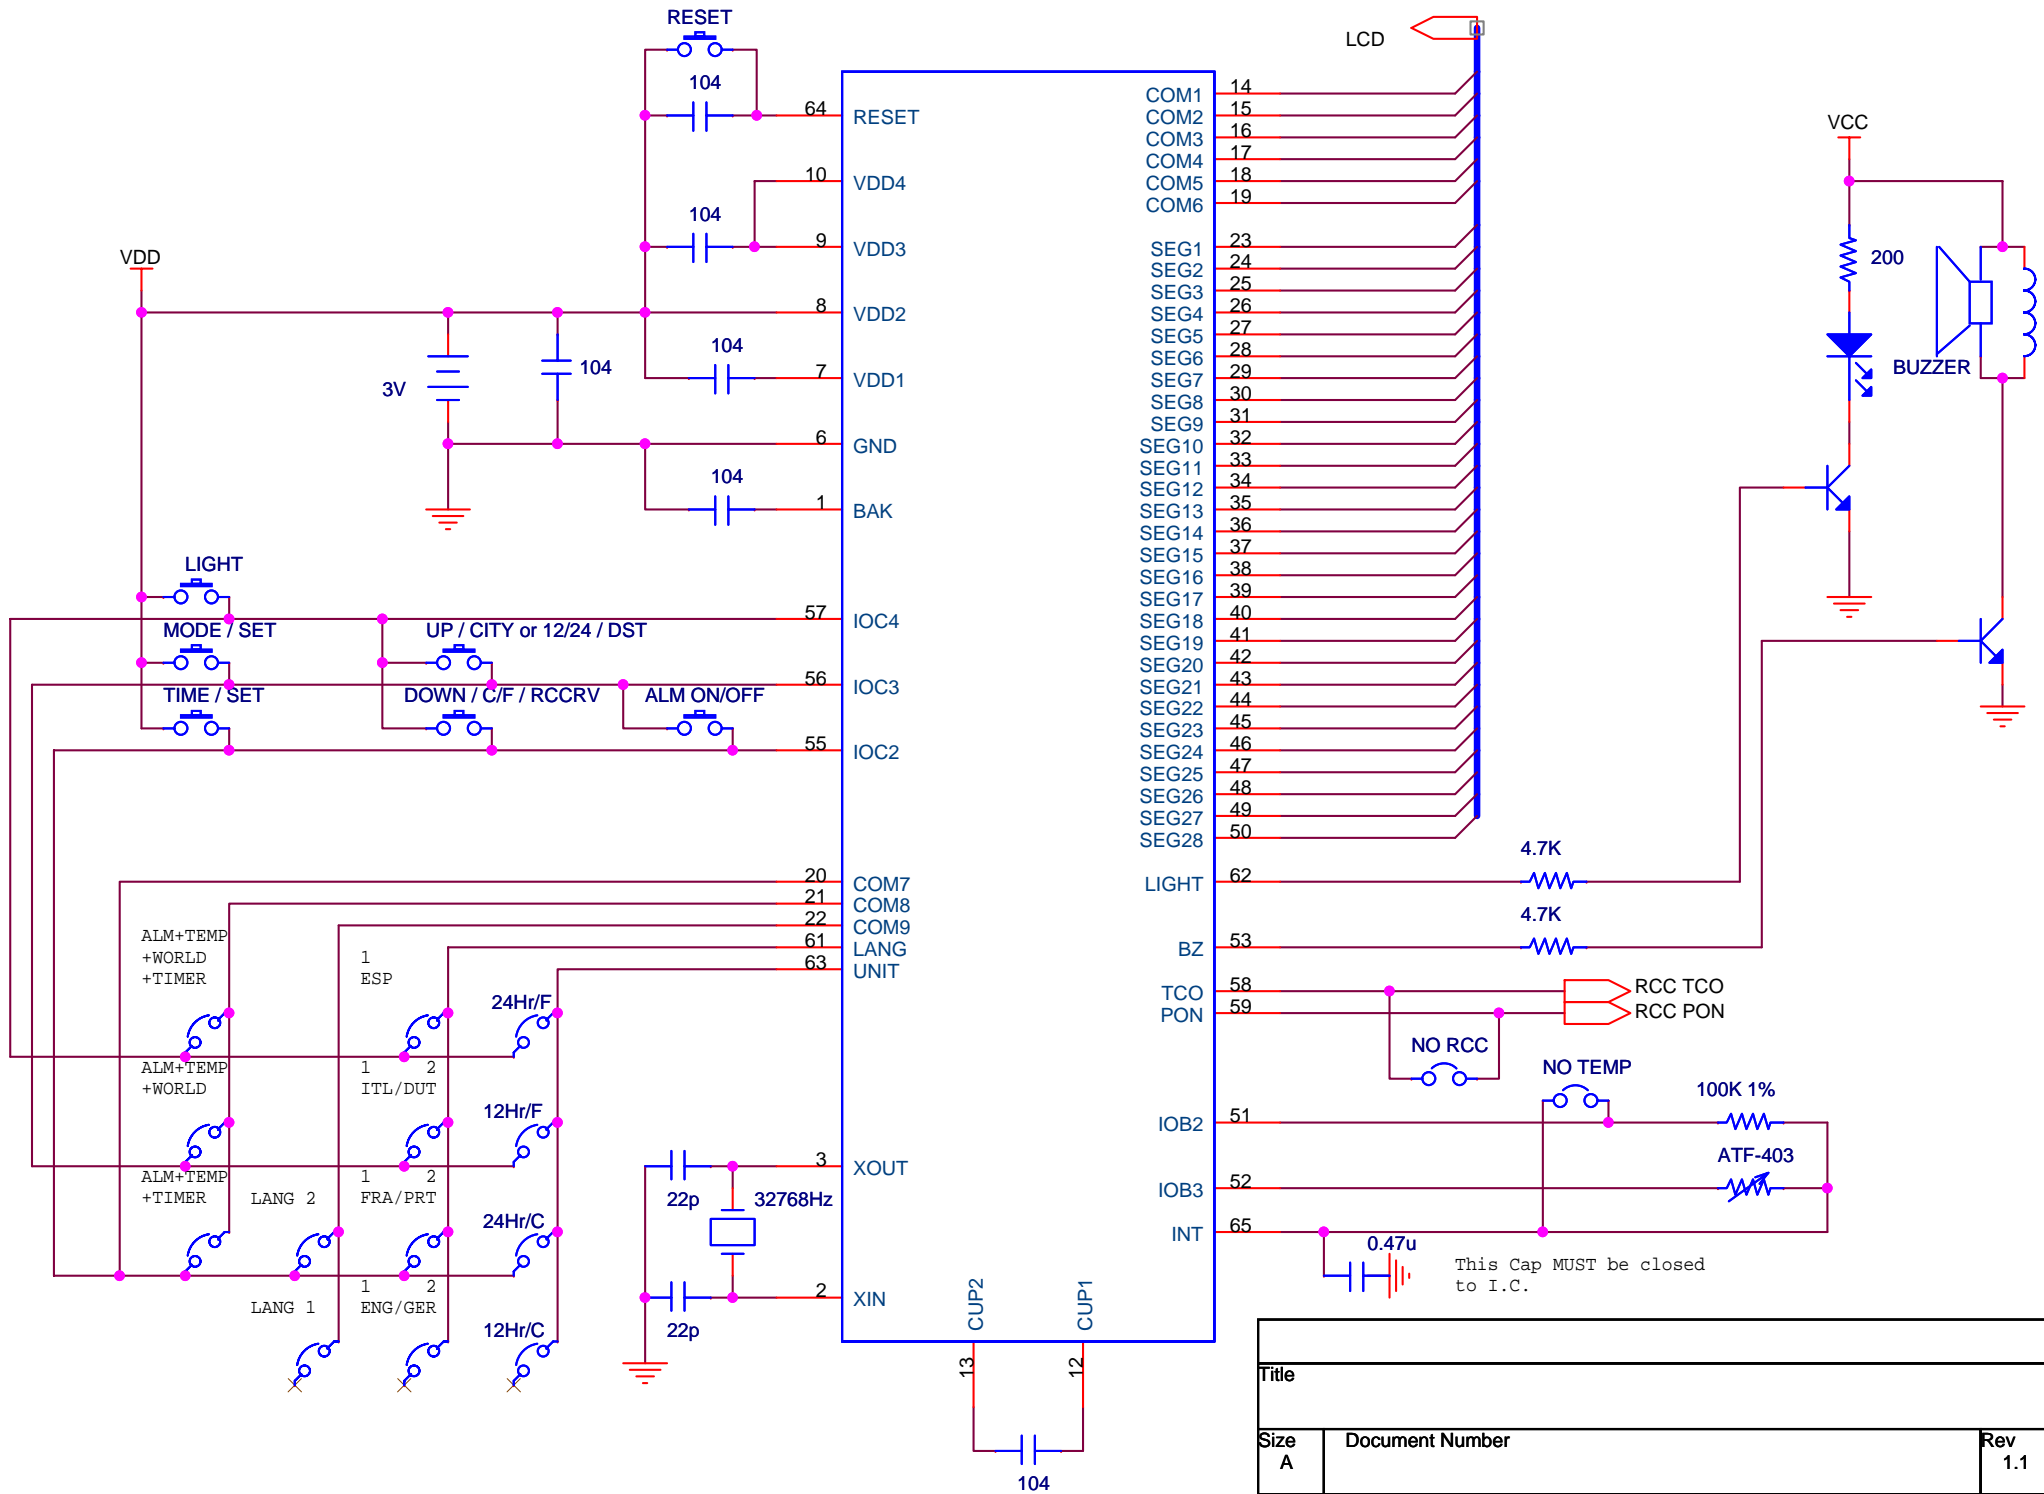 RESET
104
64
RESET
10
VDD4
104
9
VDD3
VDD
8
VDD2
104
104
7
VDD1
3V
6
GND
104
1
BAK
LIGHT
57
IOC4
MODE / SET
UP / CITY or 12/24 / DST
56
IOC3
TIME / SET
DOWN / C/F / RCCRV
ALM ON/OFF
55
IOC2
20
COM7
21
COM8
22
COM9
61
LANG
63
UNIT
ALM+TEMP
+WORLD
+TIMER
1
ESP
24Hr/F
ALM+TEMP
+WORLD
1 2
ITL/DUT
12Hr/F
ALM+TEMP
+TIMER
LANG 2
1 2
FRA/PRT
24Hr/C
LANG 1
1 2
ENG/GER
12Hr/C
3
XOUT
22p
32768Hz
2
XIN
22p
CUP2
CUP1
13
12
104
LCD
COM1
14
COM2
15
COM3
16
COM4
17
COM5
18
COM6
19
SEG1
23
SEG2
24
SEG3
25
SEG4
26
SEG5
27
SEG6
28
SEG7
29
SEG8
30
SEG9
31
SEG10
32
SEG11
33
SEG12
34
SEG13
35
SEG14
36
SEG15
37
SEG16
38
SEG17
39
SEG18
40
SEG19
41
SEG20
42
SEG21
43
SEG22
44
SEG23
45
SEG24
46
SEG25
47
SEG26
48
SEG27
49
SEG28
50
LIGHT
62
4.7K
BZ
53
4.7K
TCO
58
RCC TCO
PON
59
RCC PON
NO RCC
NO TEMP
IOB2
51
100K 1%
IOB3
52
ATF-403
INT
65
0.47u
This Cap MUST be closed
to I.C.
VCC
200
BUZZER
Title
Size
A
Document Number
Rev
1.1